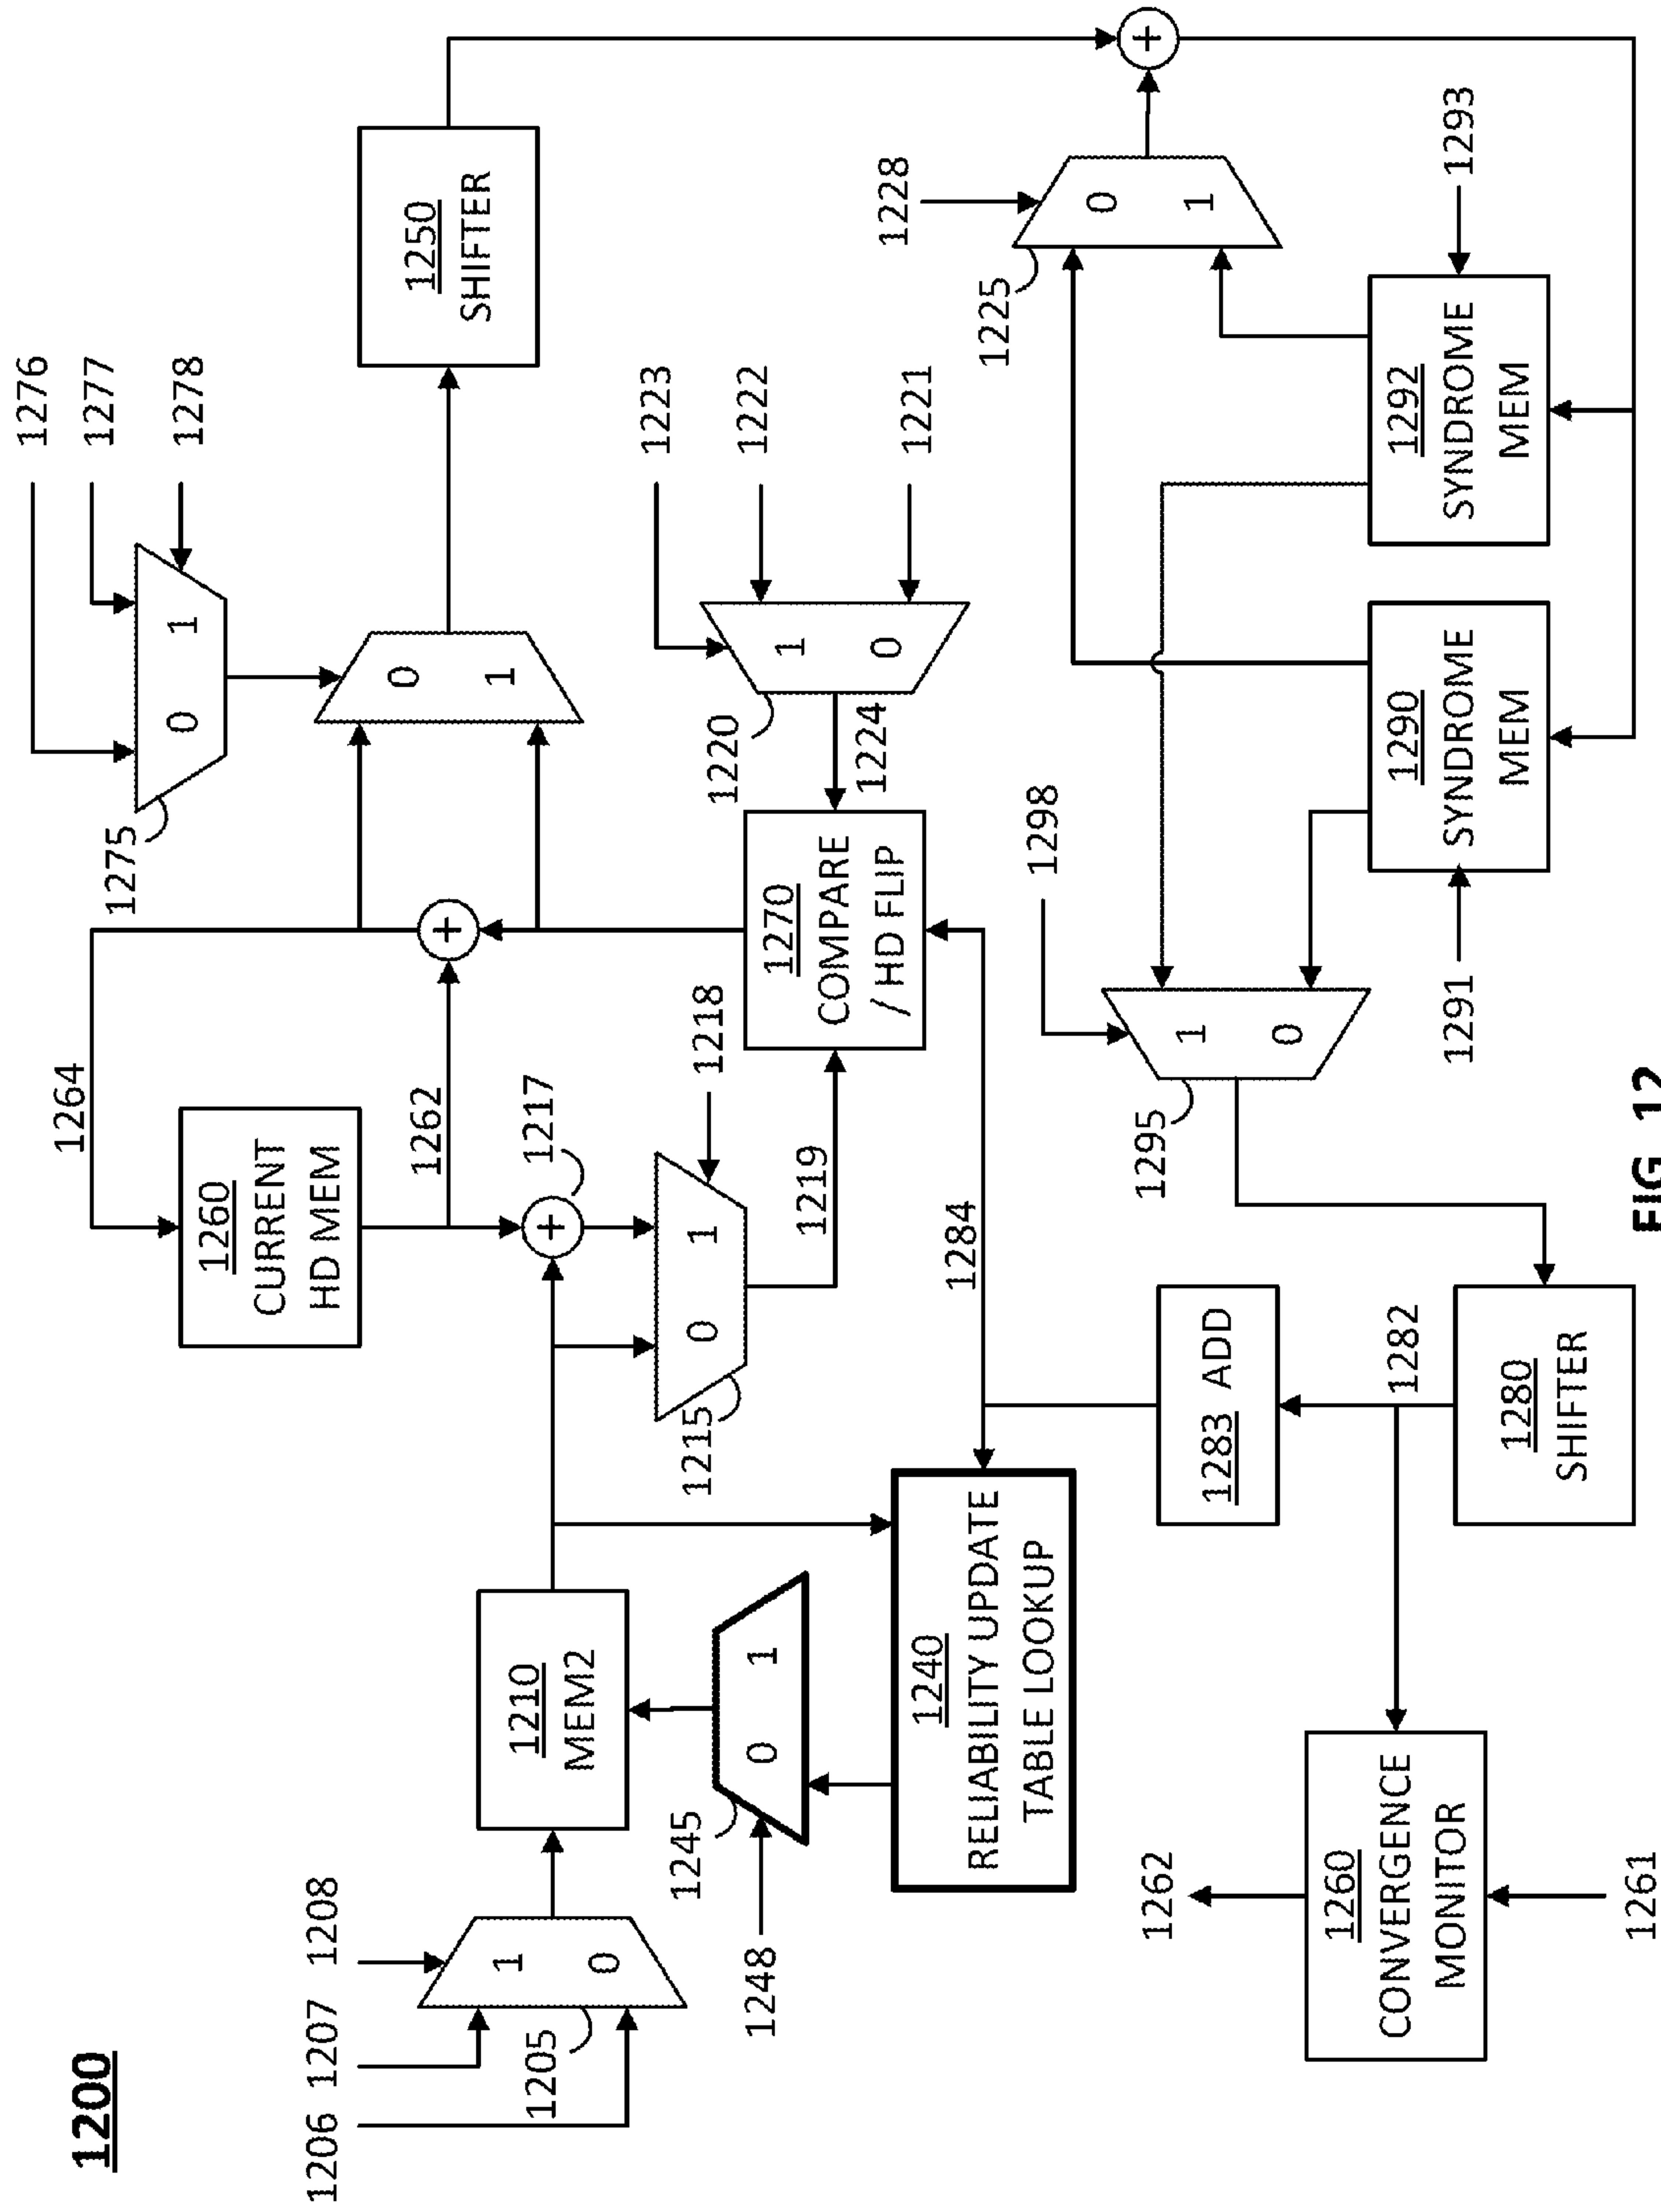 1200
1206
1207
1208
1205
1 0
1210
MEM2
1245
1248
0 1
1240
RELIABILITY UPDATE
TABLE LOOKUP
1264
1260
CURRENT
HD MEM
1262
1217
1218
1215
0 1
1219
1284
1276
1277
1278
1275
0 1
0 1
1250
SHIFTER
1223
1222
1221
1220
1 0
1224
1270
COMPARE
/ HD FLIP
1228
1225
0 1
1293
1292
SYNDROME
MEM
1290
SYNDROME
MEM
1291
1298
1295
1 0
1283 ADD
1282
1280
SHIFTER
1262
1260
CONVERGENCE
MONITOR
1261
FIG. 12